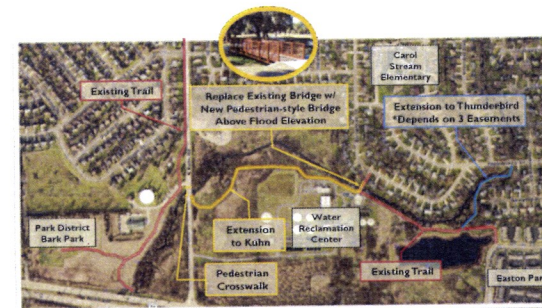 Carol
Stream
Elementary
Existing Trail
Replace Existing Bridge w/
New Pedestrian-style Bridge
Above Flood Elevation
Extension to Thunderbird
*Depends on 3 Easements
Park District
Bark Park
Extension
to Kuhn
Water
Reclamation
Center
Pedestrian
Crosswalk
Existing Trail
Easton Par